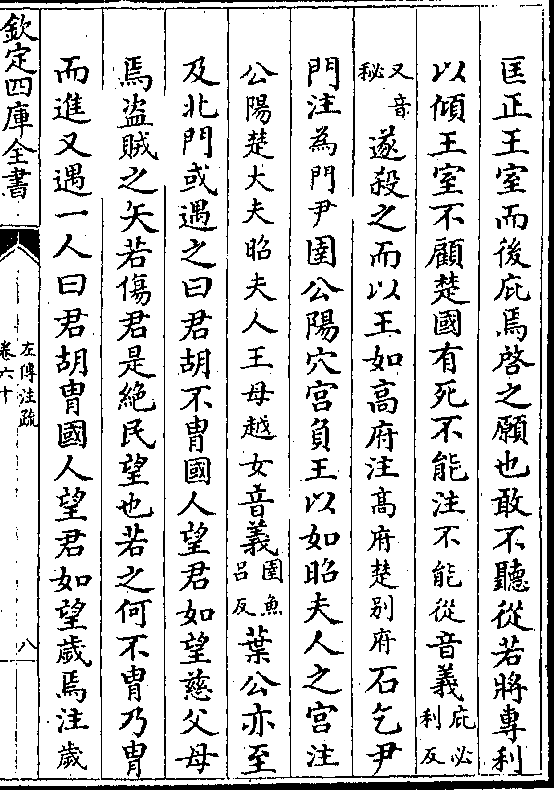 匡正王室而後庇焉啓之願也敢不聽從若將專利
以傾王室不顧楚國有死不能注不能從音義庇必利反
又音秘遂殺之而以王如高府注高府楚别府石乞尹
門注為門尹圉公陽穴宫負王以如昭夫人之宫注
公陽楚大夫昭夫人王母越女音義圉魚吕反葉公亦至
及北門或遇之曰君胡不胄國人望君如望慈父母
焉盗賊之矢若傷君是絶民望也若之何不胄乃胄
而進又遇一人曰君胡胄國人望君如望歲焉注歲
欽定四庫全書
左傳注疏
卷六十
八